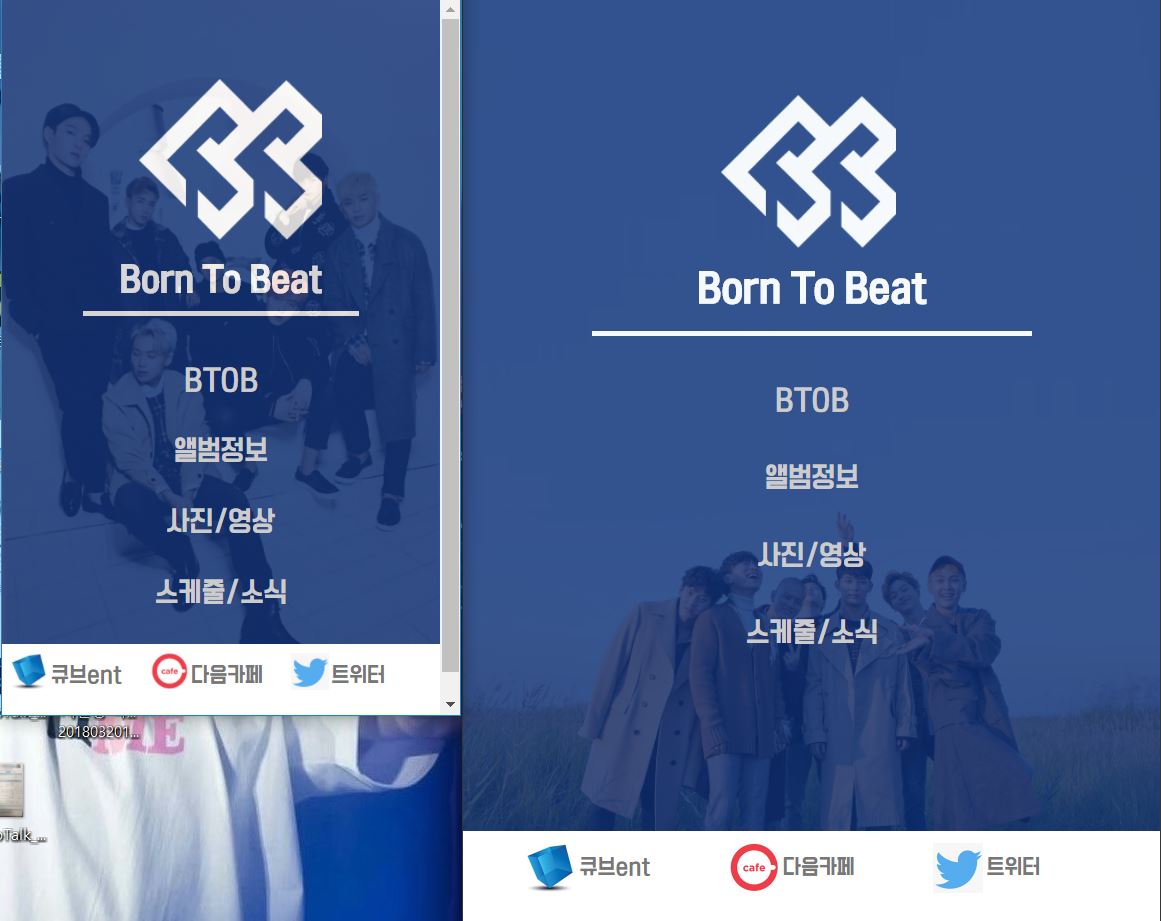 Born To Beat
BTOB
앨범정보
사진/영상
스케줄/소식
큐브ent
cafe 다음카페
트위터
201803201...
ME
Talk_...
Born To Beat
BTOB
앨범정보
사진/영상
스케줄/소식
큐브ent
cafe 다음카페
트위터